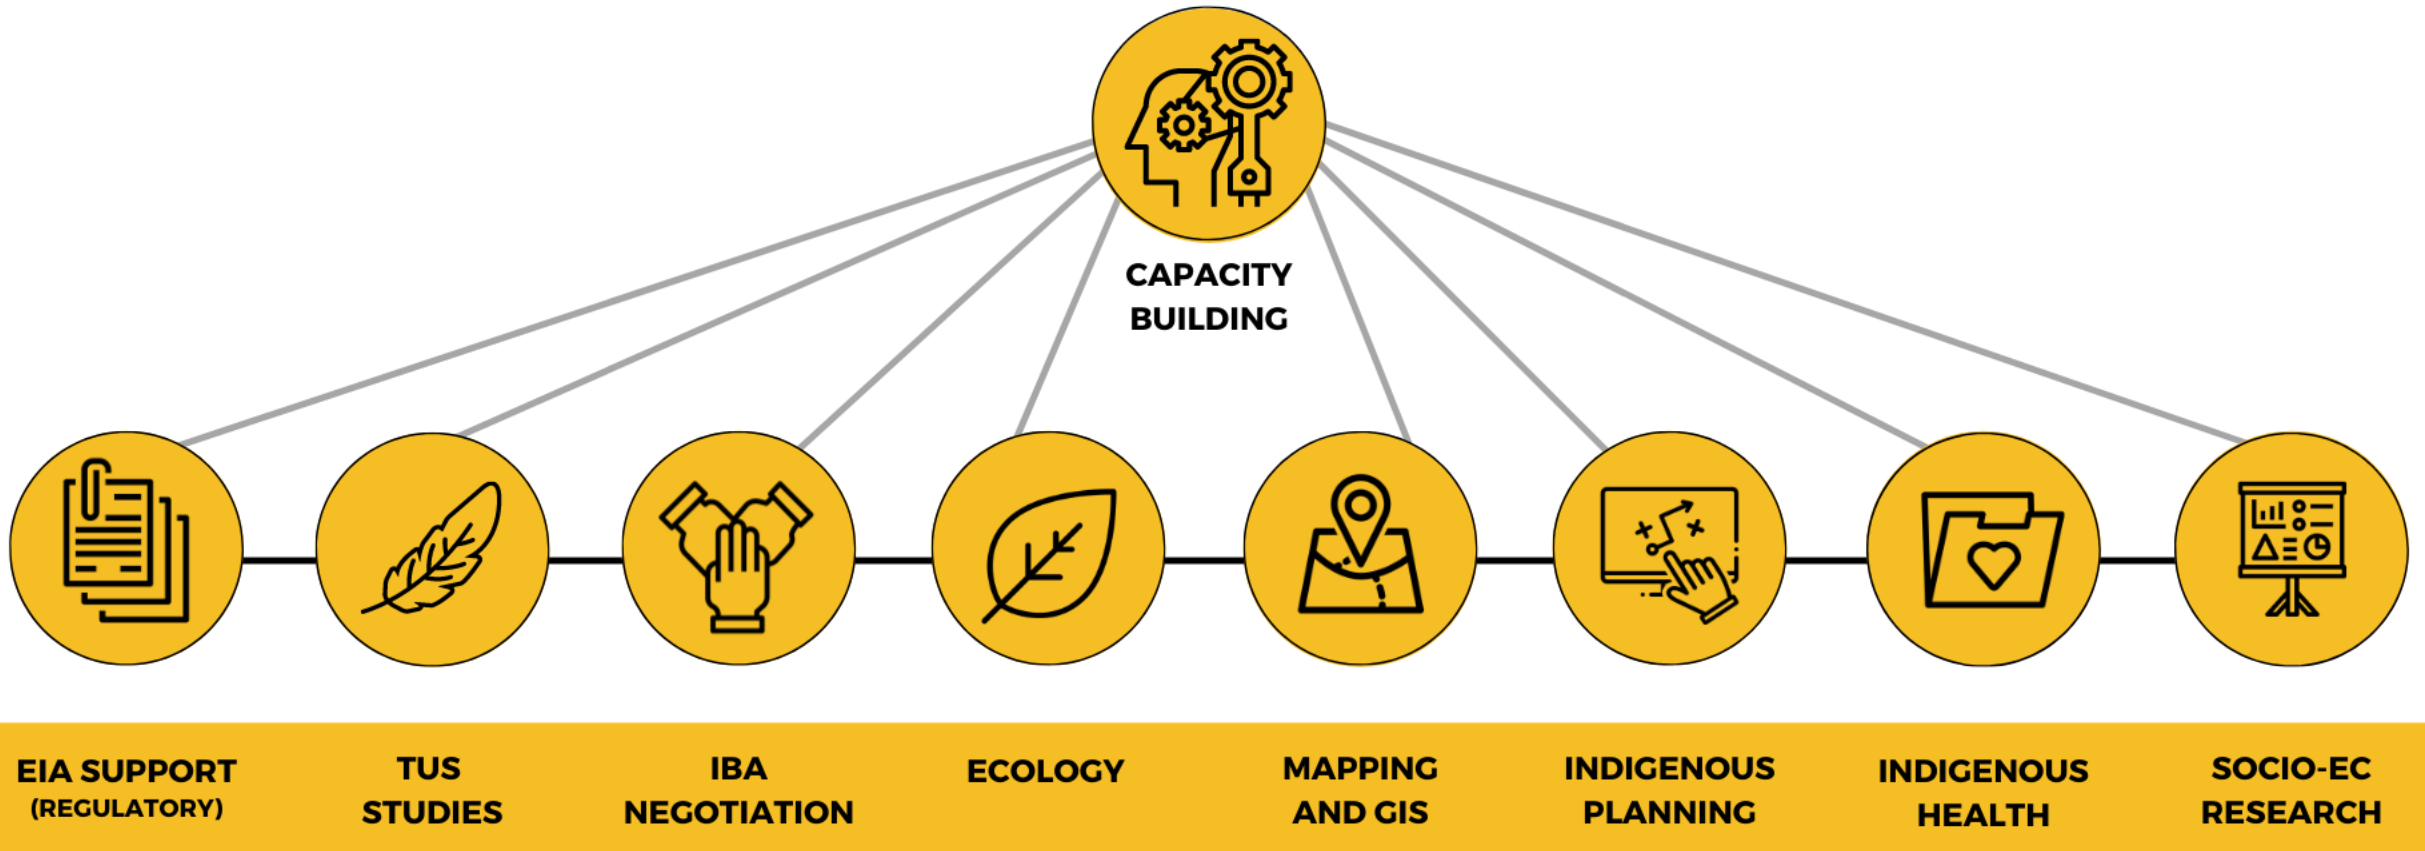 CAPACITY
BUILDING
EIA SUPPORT
(REGULATORY)
TUS
STUDIES
IBA
NEGOTIATION
ECOLOGY
MAPPING
AND GIS
INDIGENOUS
PLANNING
INDIGENOUS
HEALTH
SOCIO-EC
RESEARCH